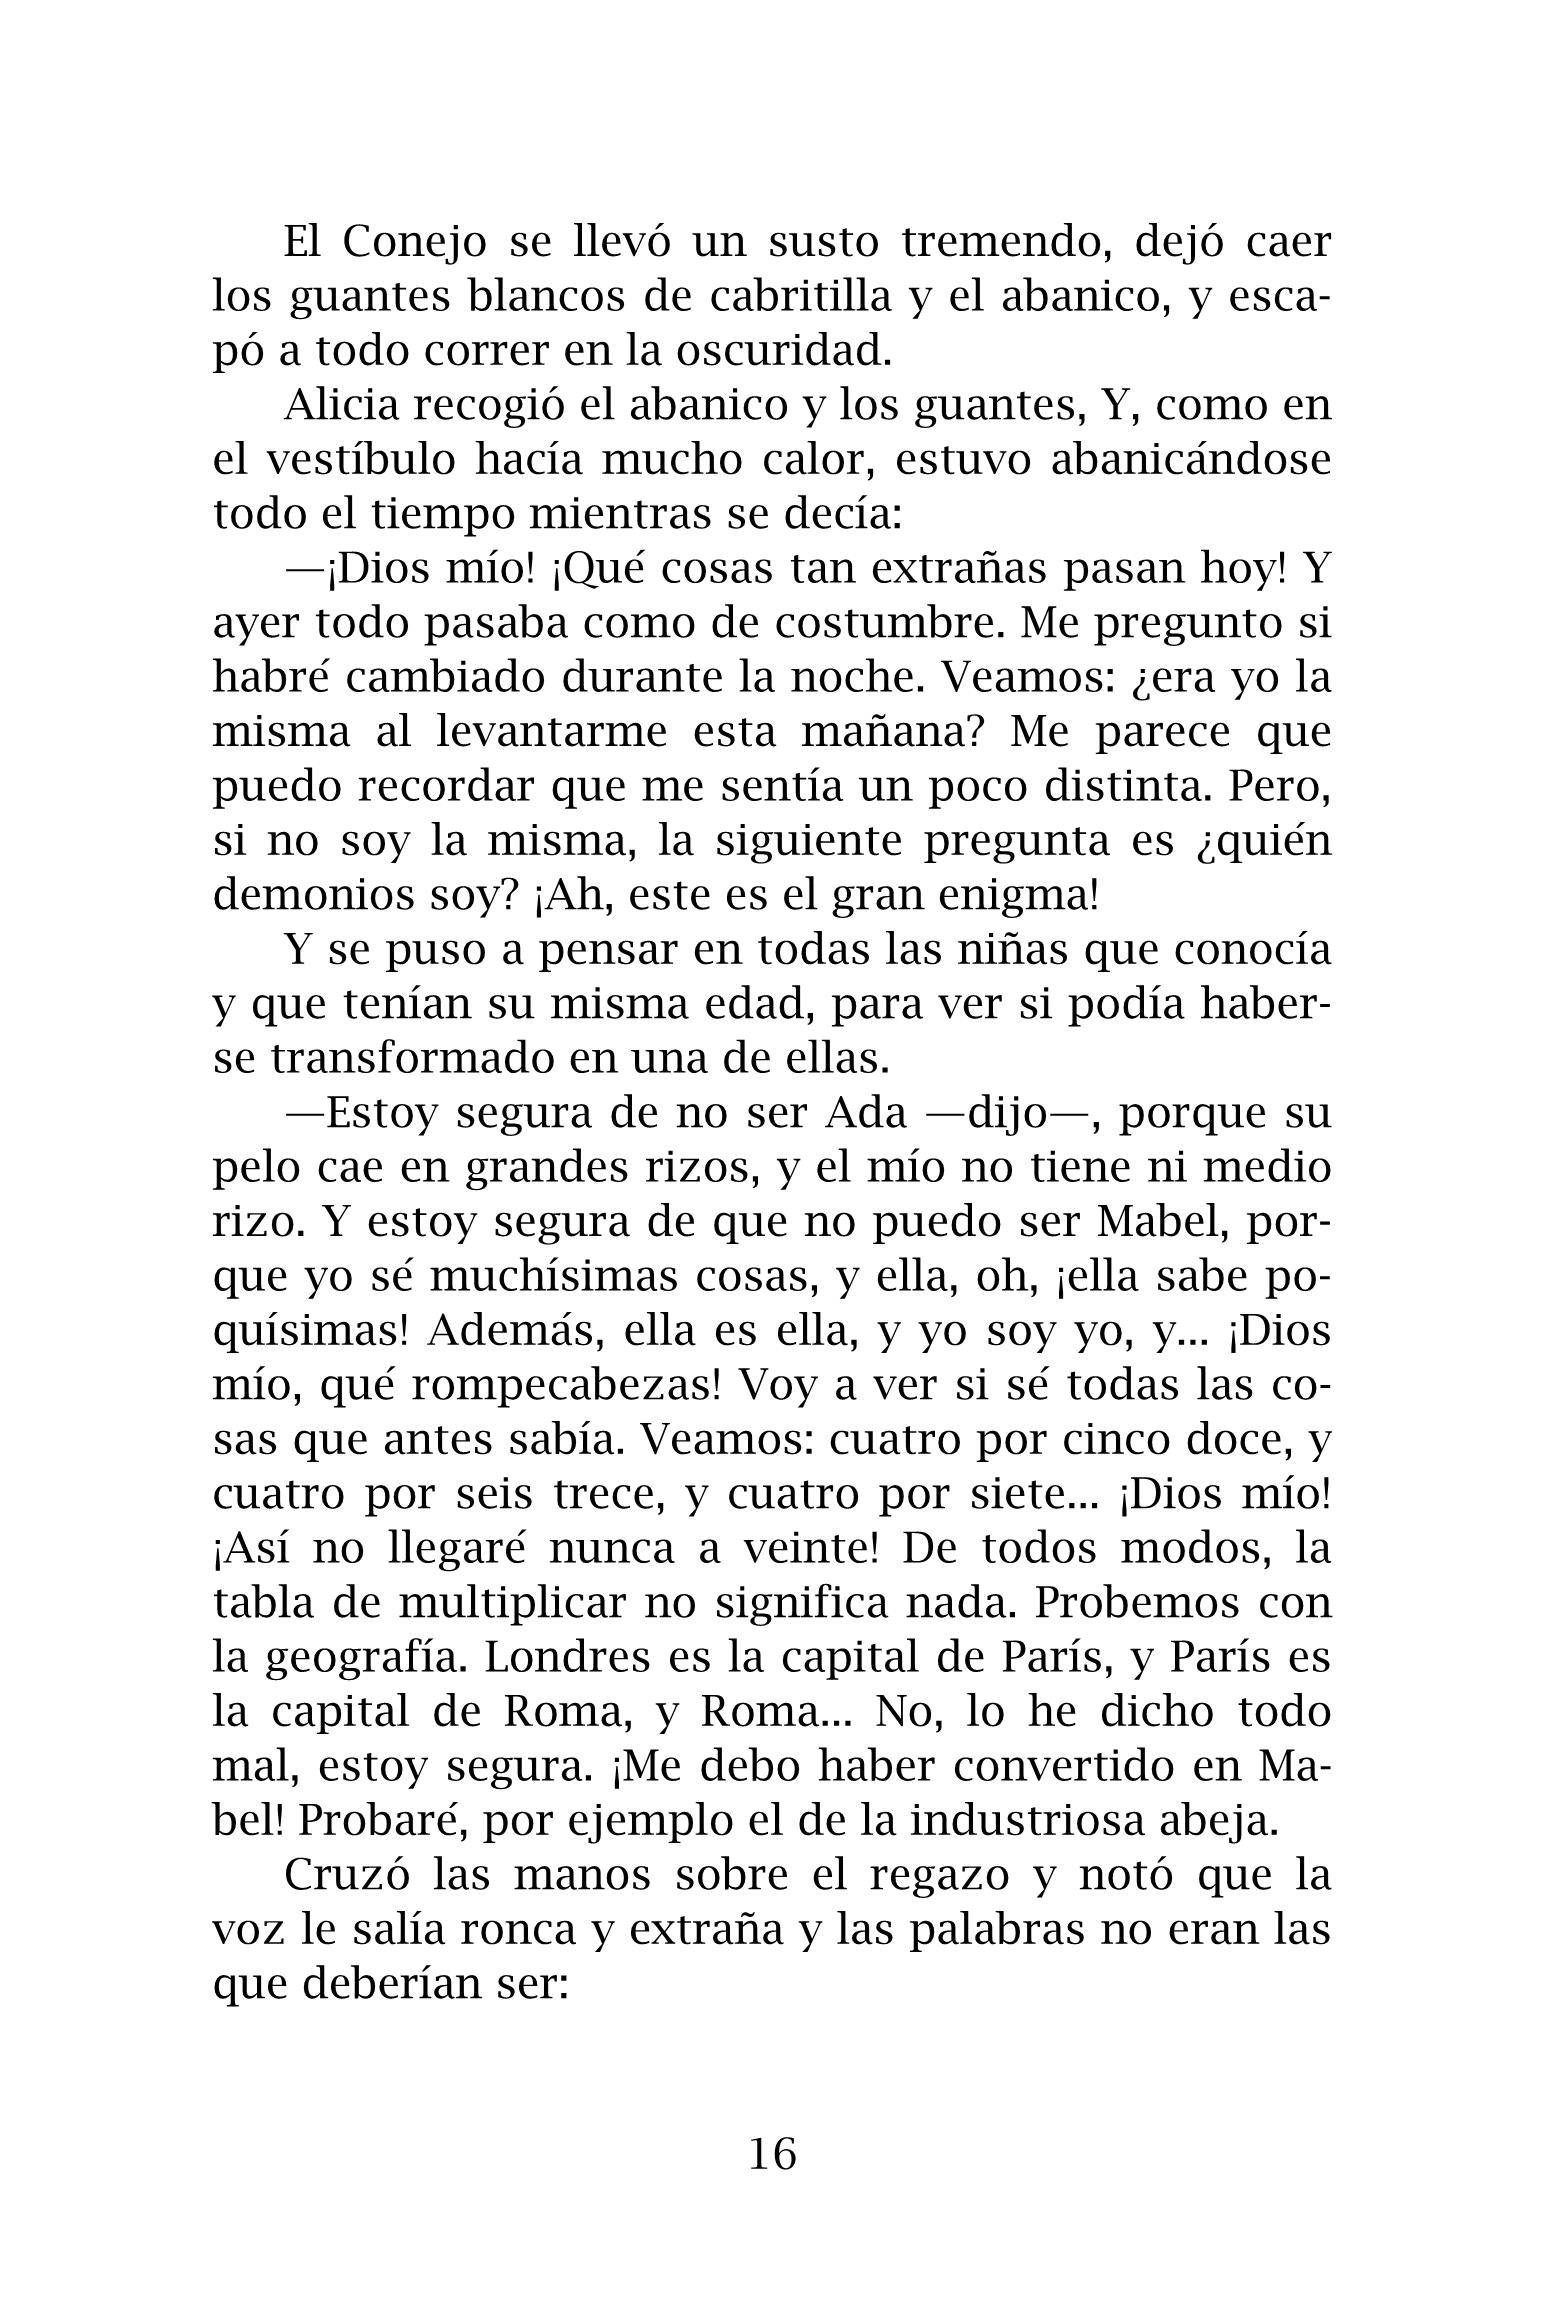 El Conejo se llevó un susto tremendo, dejó caer
los guantes blancos de cabritilla y el abanico, y esca-
pó a todo correr en la oscuridad.
Alicia recogió el abanico y los guantes, Y, como en
el vestíbulo hacía mucho calor, estuvo abanicándose
todo el tiempo mientras se decía:
—¡Dios mío! ¡Qué cosas tan extrañas pasan hoy! Y
ayer todo pasaba como de costumbre. Me pregunto si
habré cambiado durante la noche. Veamos: ¿era yo la
misma al levantarme esta mañana? Me parece que
puedo recordar que me sentía un poco distinta. Pero,
si no soy la misma, la siguiente pregunta es ¿quién
demonios soy? ¡Ah, este es el gran enigma!
Y se puso a pensar en todas las niñas que conocía
y que tenían su misma edad, para ver si podía haber-
se transformado en una de ellas.
—Estoy segura de no ser Ada —dijo—, porque su
pelo cae en grandes rizos, y el mío no tiene ni medio
rizo. Y estoy segura de que no puedo ser Mabel, por-
que yo sé muchísimas cosas, y ella, oh, ¡ella sabe po-
quísimas! Además, ella es ella, y yo soy yo, y... ¡Dios
mío, qué rompecabezas! Voy a ver si sé todas las co-
sas que antes sabía. Veamos: cuatro por cinco doce, y
cuatro por seis trece, y cuatro por siete... ¡Dios mío!
¡Así no llegaré nunca a veinte! De todos modos, la
tabla de multiplicar no significa nada. Probemos con
la geografía. Londres es la capital de París, y París es
la capital de Roma, y Roma... No, lo he dicho todo
mal, estoy segura. ¡Me debo haber convertido en Ma-
bel! Probaré, por ejemplo el de la industriosa abeja.
Cruzó las manos sobre el regazo y notó que la
voz le salía ronca y extraña y las palabras no eran las
que deberían ser:
16